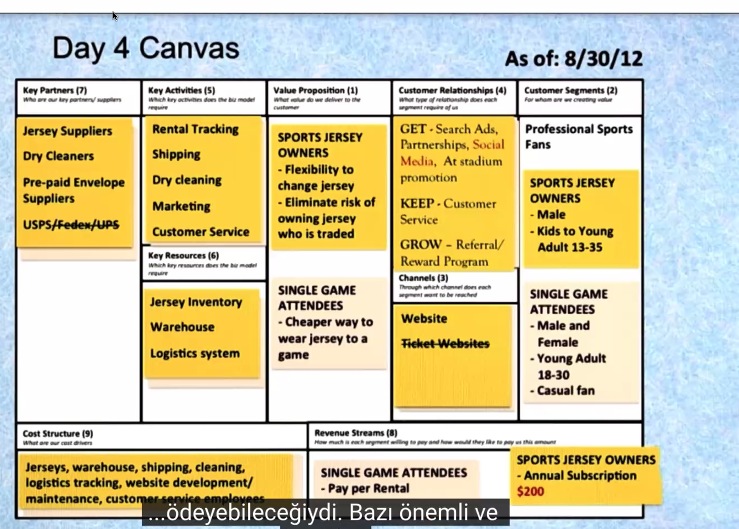 Day 4 Canvas
As of: 8/30/12
Key Partners (7)
Who are our key partners/ suppliers
Jersey Suppliers
Dry Cleaners
Pre-paid Envelope
Suppliers
USPS/Fedex/UPS
Key Activities (5)
Which key activities does the biz model
require
Rental Tracking
Shipping
Dry cleaning
Marketing
Customer Service
Key Resources (6)
Which key resources does the biz model
require
Jersey Inventory
Warehouse
Logistics system
Value Proposition (1)
What value do we deliver to the
customer
SPORTS JERSEY
OWNERS
- Flexibility to
change jersey
- Eliminate risk of
owning jersey
who is traded
SINGLE GAME
ATTENDEES
- Cheaper way to
wear jersey to a
game
Customer Relationships (4)
What type of relationship does each
segment require of us
GET - Search Ads,
Partnerships, Social
Media, At stadium
promotion
KEEP - Customer
Service
GROW – Referral/
Reward Program
Channels (3)
Through which channel does each
segment want to be reached
Website
Ticket Websites
Customer Segments (2)
For whom are we creating value
Professional Sports
Fans
SPORTS JERSEY
OWNERS
- Male
- Kids to Young
Adult 13-35
SINGLE GAME
ATTENDEES
- Male and
Female
- Young Adult
18-30
- Casual fan
Cost Structure (9)
What are our cost drivers
Jerseys, warehouse, shipping, cleaning,
logistics tracking, website development/
maintenance, customer service employees
Revenue Streams (8)
How much is each segment willing to pay and how would they like to pay us this amount
SINGLE GAME ATTENDEES
- Pay per Rental
SPORTS JERSEY OWNERS
- Annual Subscription
$200
...ödeyebileceğiydi. Bazı önemli ve